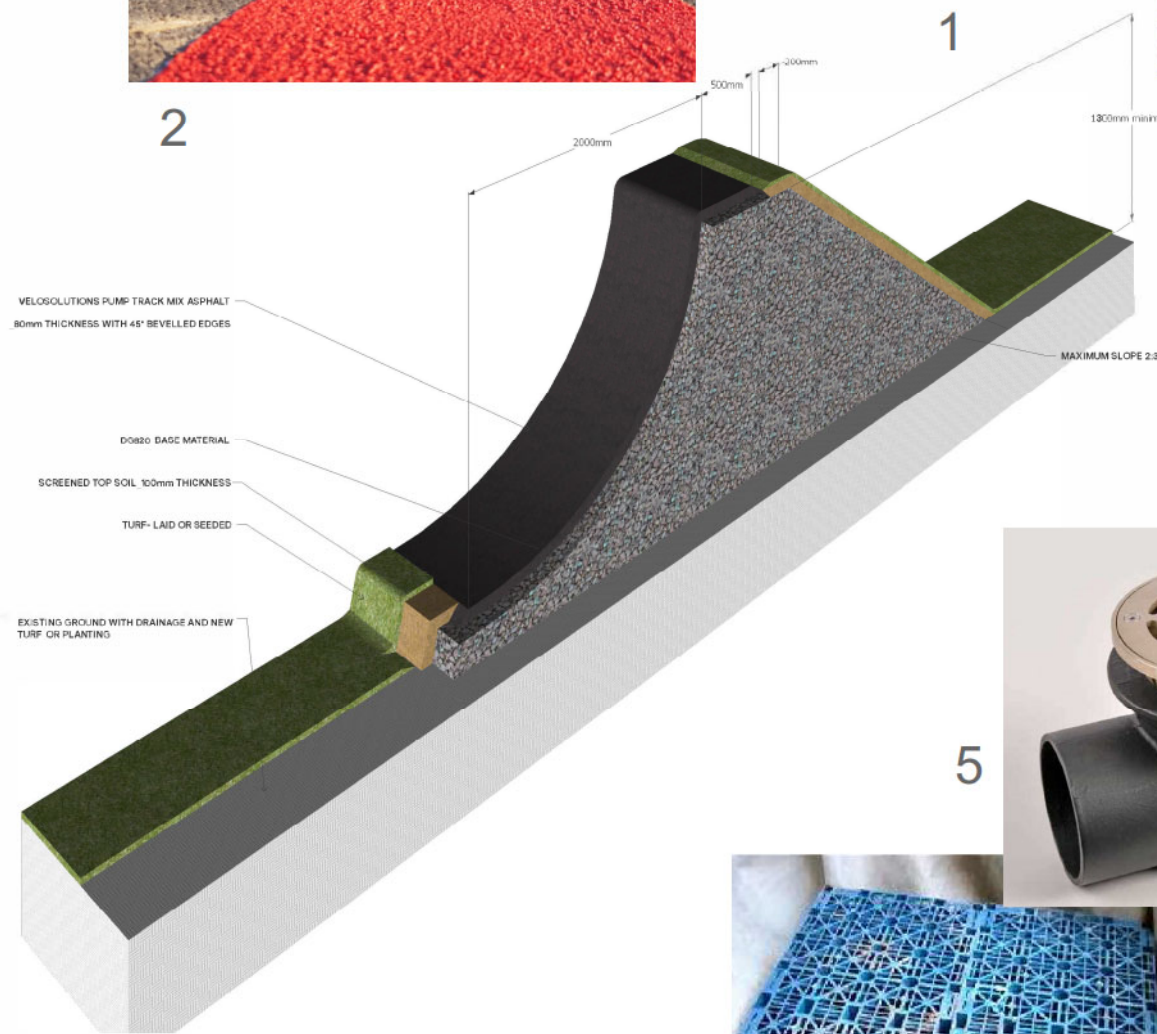 1
200mm
500mm
2
1300mm
2000mm
VELOSOLUTIONS PUMP TRACK MIX ASPHALT
80mm THICKNESS WITH 45° BEVELLED EDGES
MAXIMUM SLOPE 2:3
DGB20 BASE MATERIAL
SCREENED TOP SOIL 100mm THICKNESS
TURF- LAID OR SEEDED
EXISTING GROUND WITH DRAINAGE AND NEW
TURF OR PLANTING
5